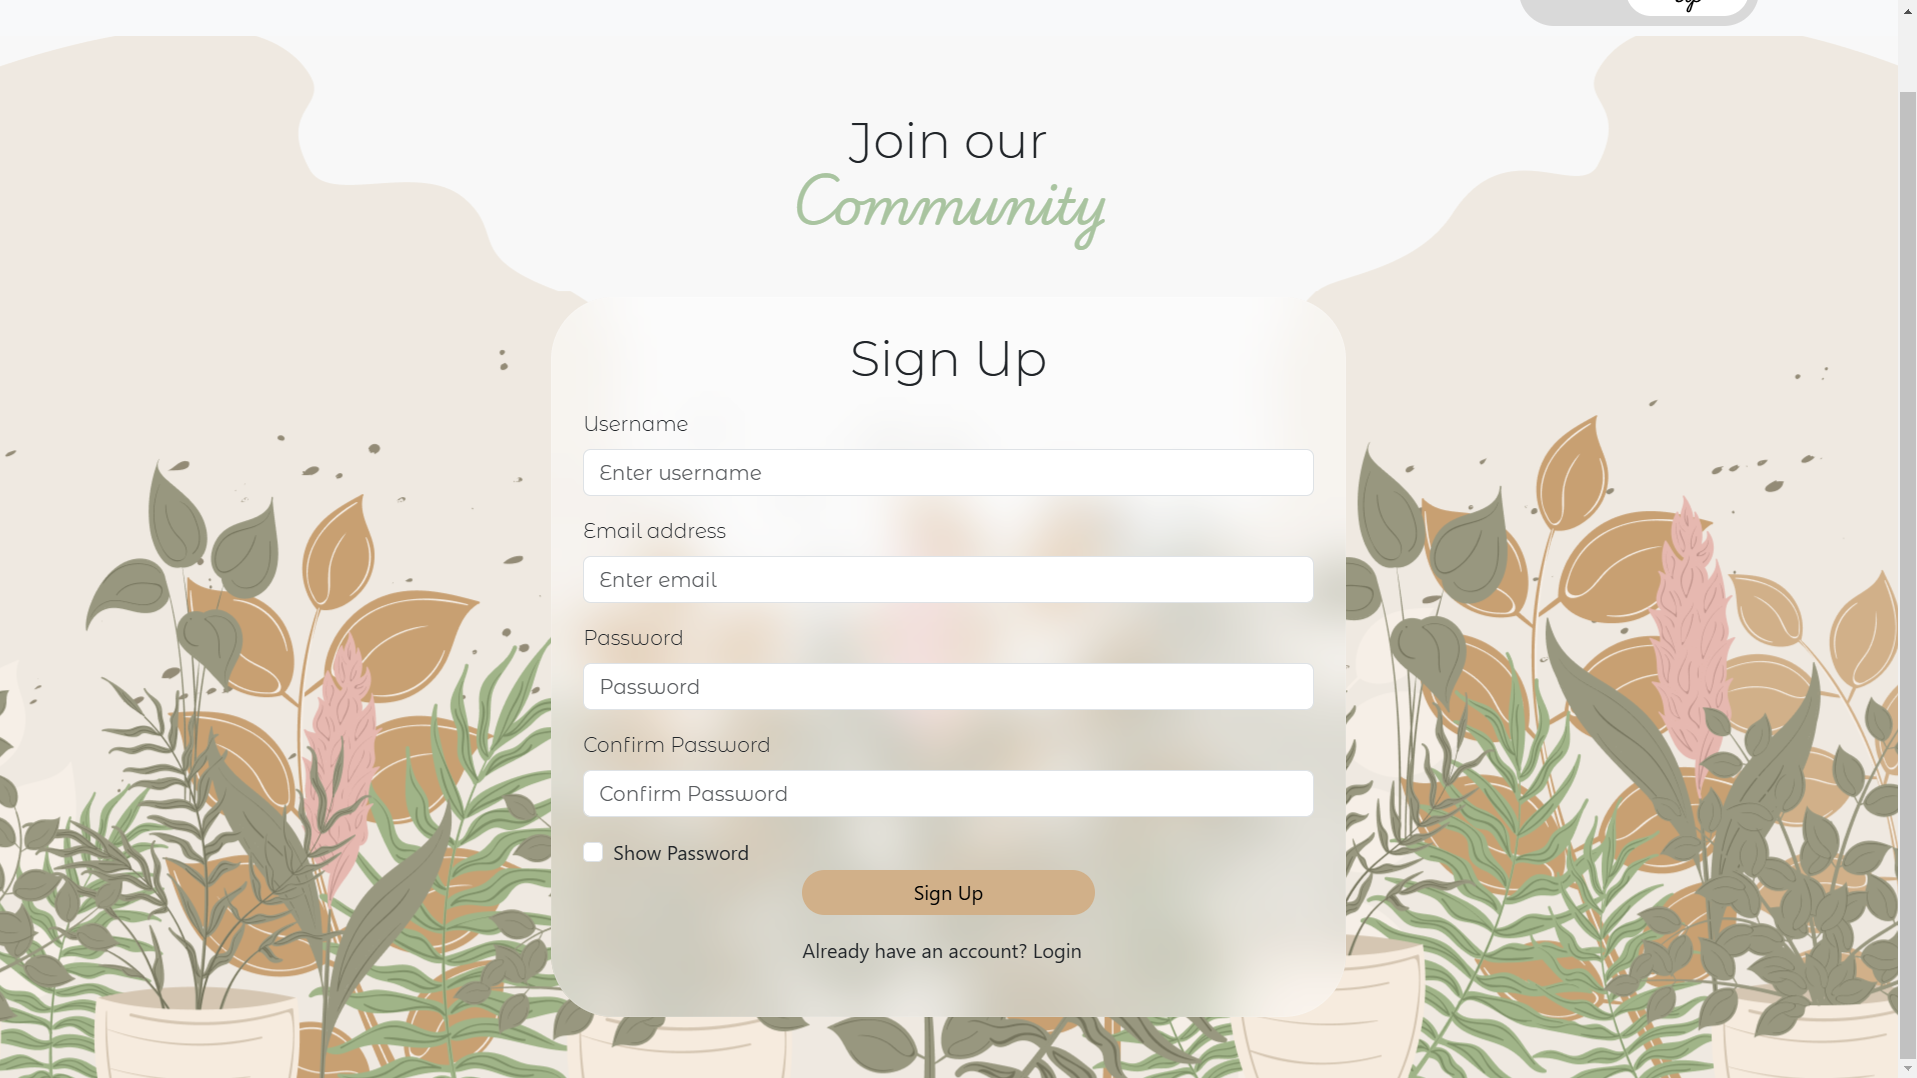 Join our
Community
Sign Up
Username
Enter username
Email address
Enter email
Password
Password
Confirm Password
Confirm Password
Show Password
Sign Up
Already have an account? Login